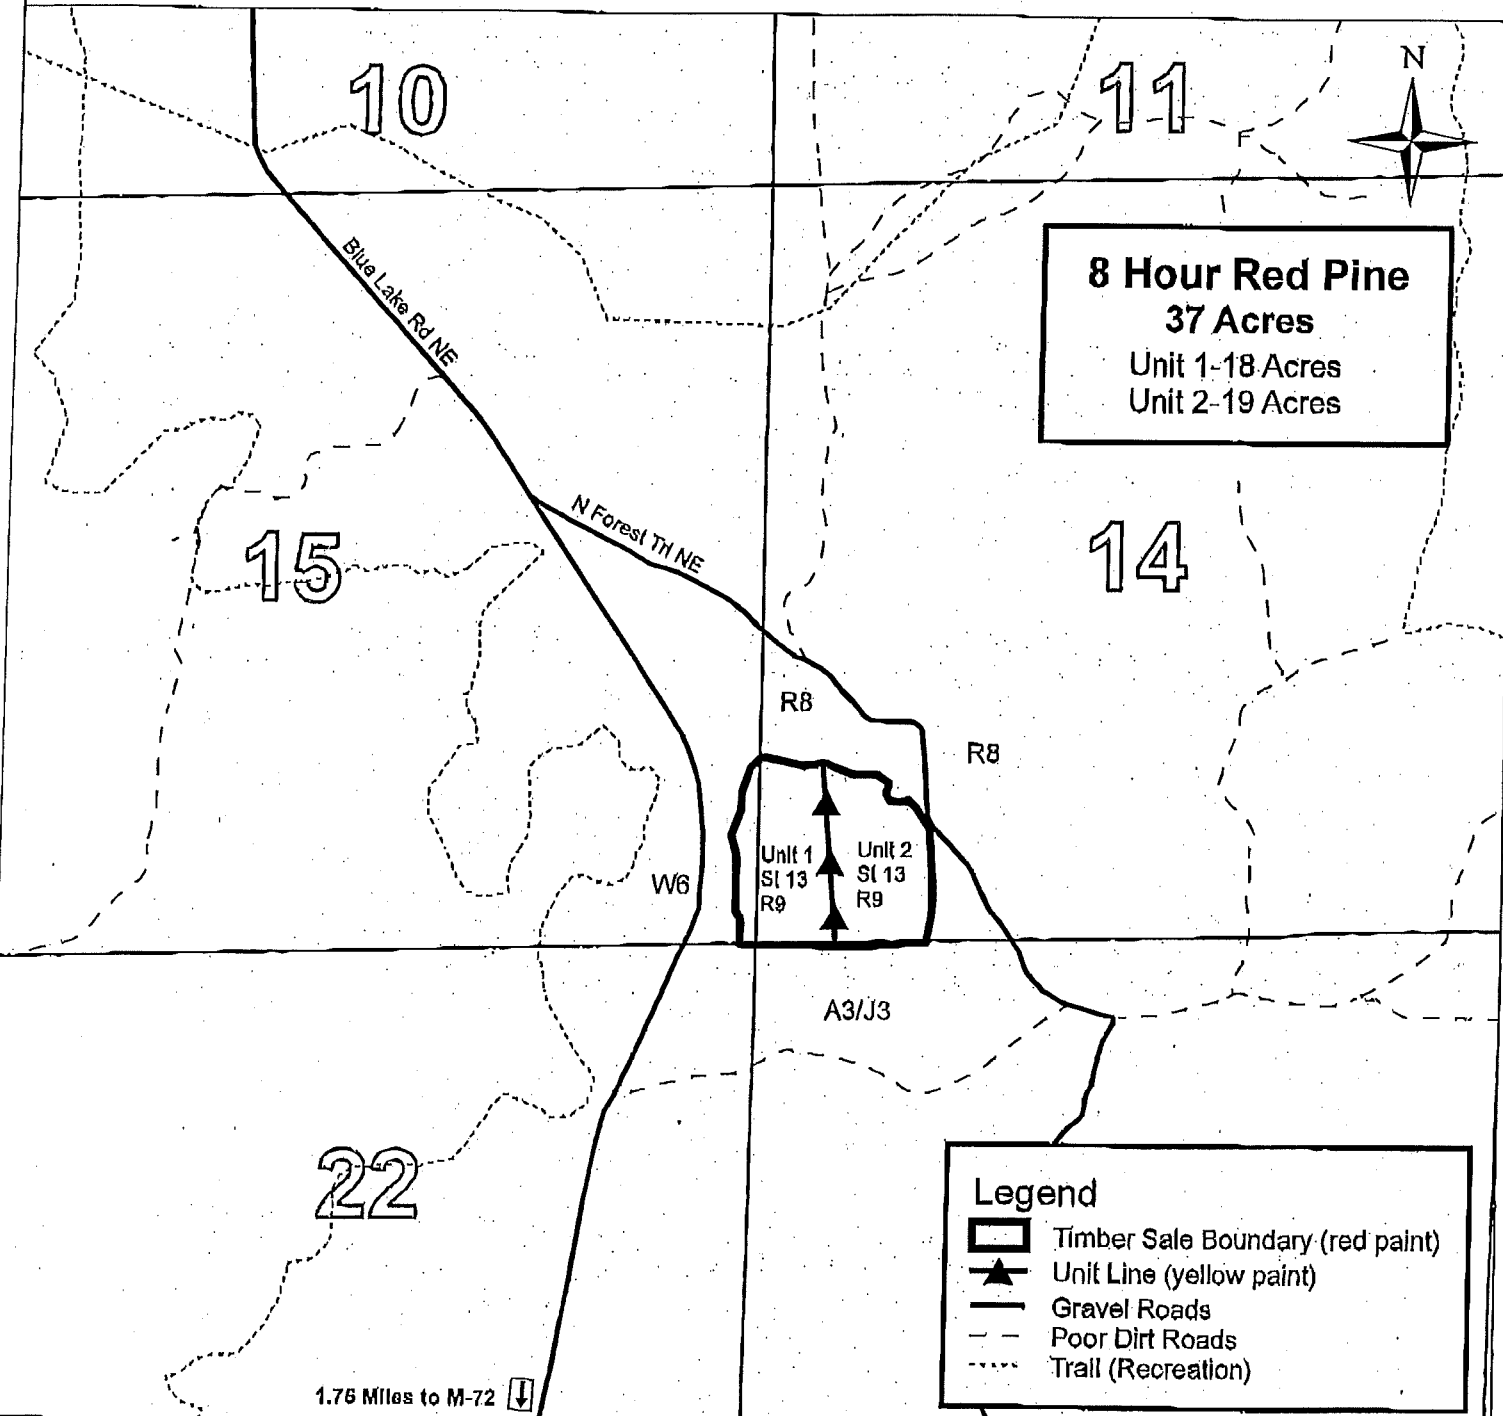 10
11
N
F
Blue Lake Rd NE
8 Hour Red Pine
37 Acres
Unit 1-18 Acres
Unit 2-19 Acres
N Forest Trl NE
15
14
R8
R8
Unit 1
St 13
R9
Unit 2
St 13
R9
W6
A3/J3
22
Legend
Timber Sale Boundary (red paint)
Unit Line (yellow paint)
Gravel Roads
Poor Dirt Roads
Trail (Recreation)
1.76 Miles to M-72